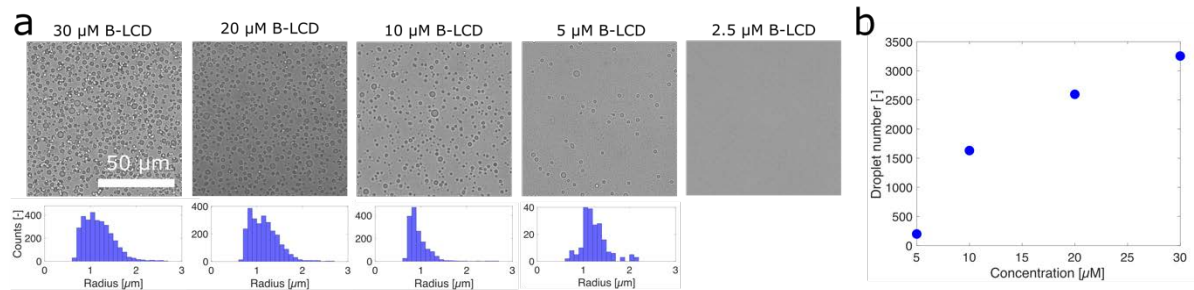 a
30 µM B-LCD
20 µM B-LCD
10 µM B-LCD
5 µM B-LCD
2.5 µM B-LCD
50 µm
Counts [-]
400
200
0
0 1 2 3
Radius [µm]
400
200
0
0 1 2 3
Radius [µm]
400
200
0
0 1 2 3
Radius [µm]
40
20
0
0 1 2 3
Radius [µm]
b
Droplet number [-]
3500
3000
2500
2000
1500
1000
500
0
5 10 15 20 25 30
Concentration [µM]